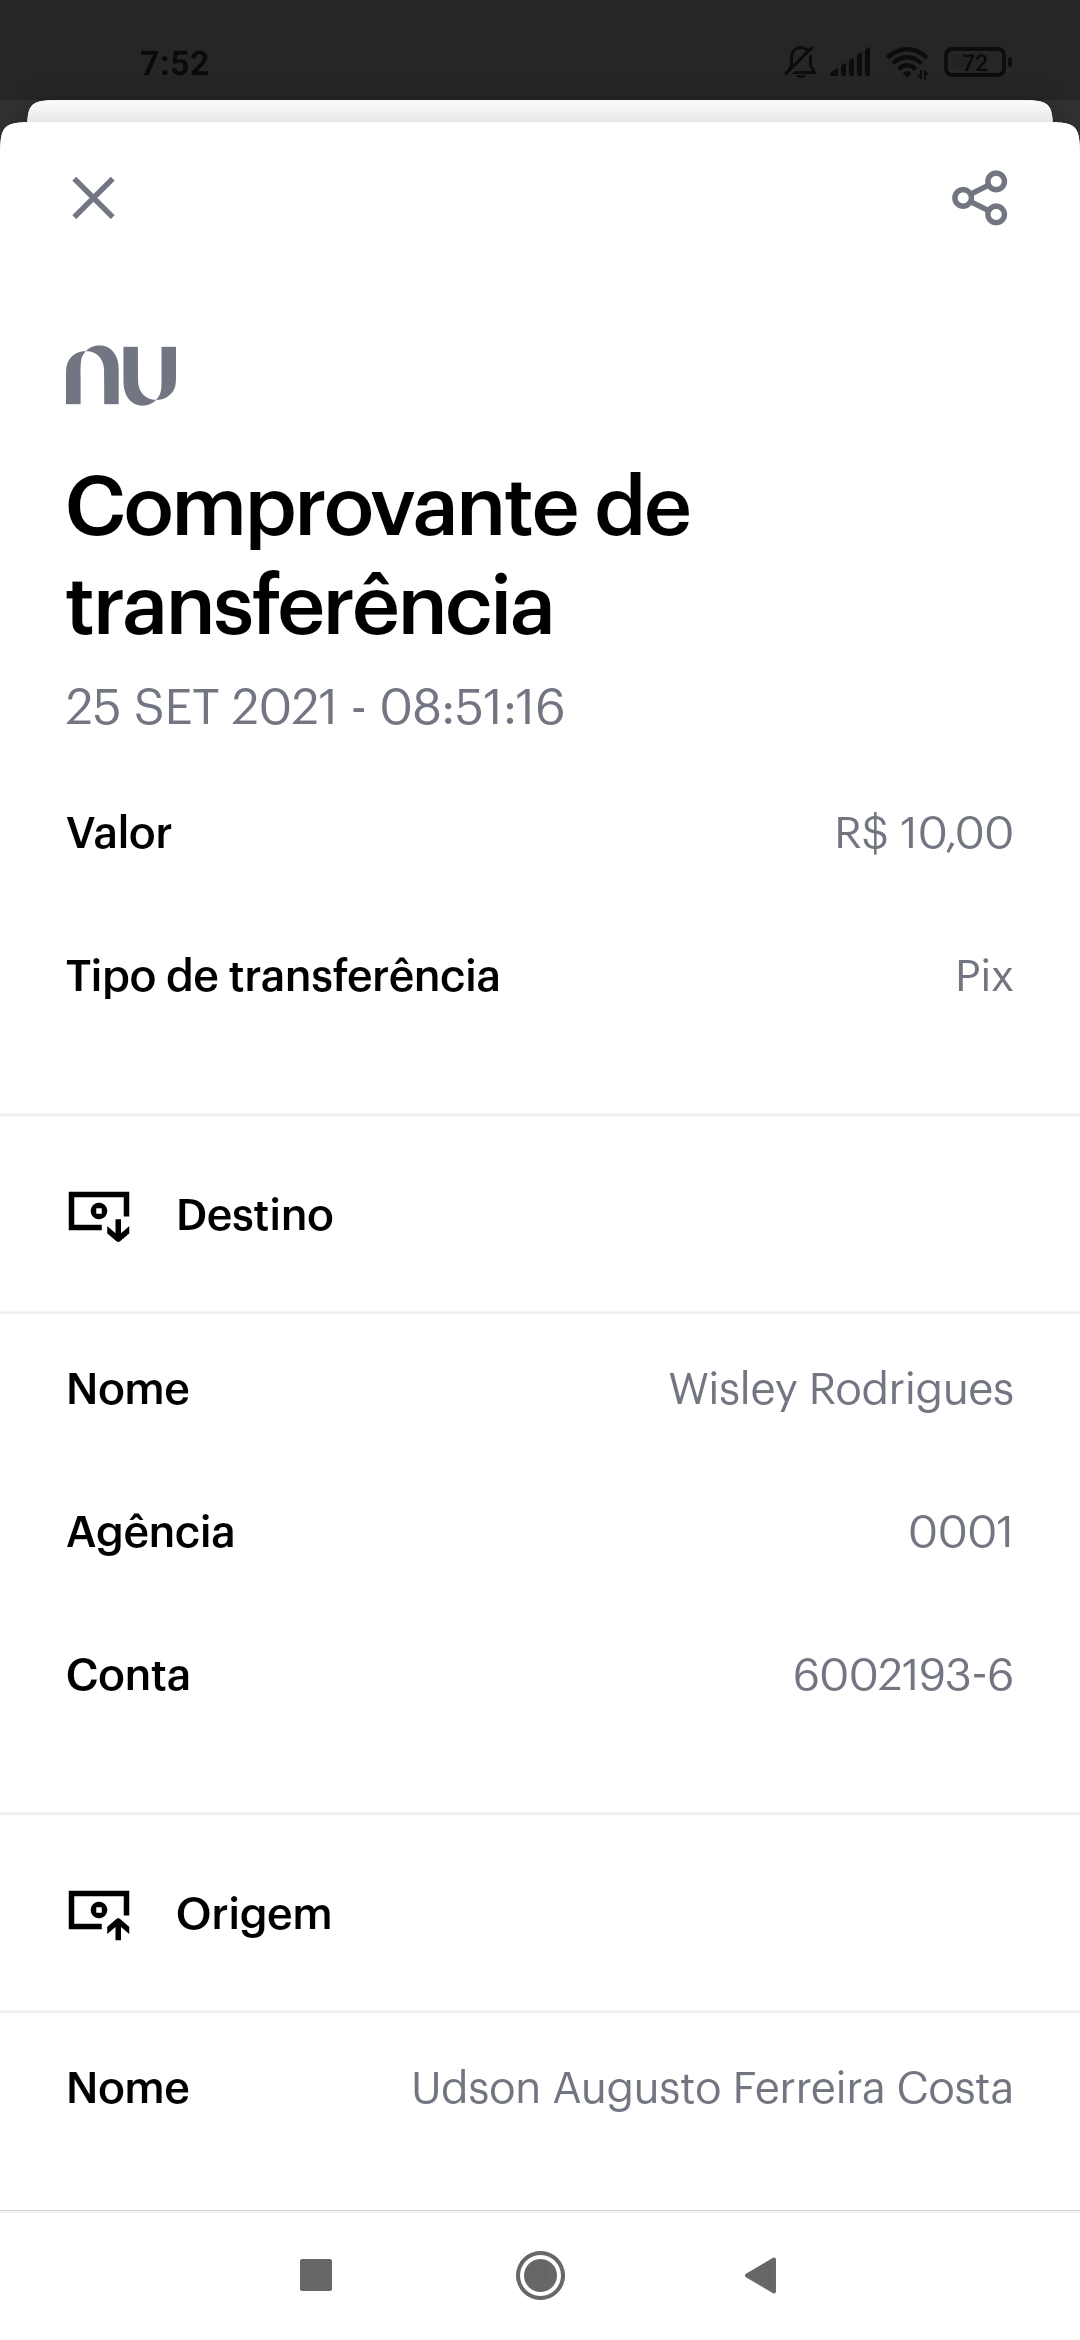 7:52
72
nu
Comprovante de
transferência
25 SET 2021 - 08:51:16
Valor R$ 10,00
Tipo de transferência Pix
Destino
Nome Wisley Rodrigues
Agência 0001
Conta 6002193-6
Origem
Nome Udson Augusto Ferreira Costa